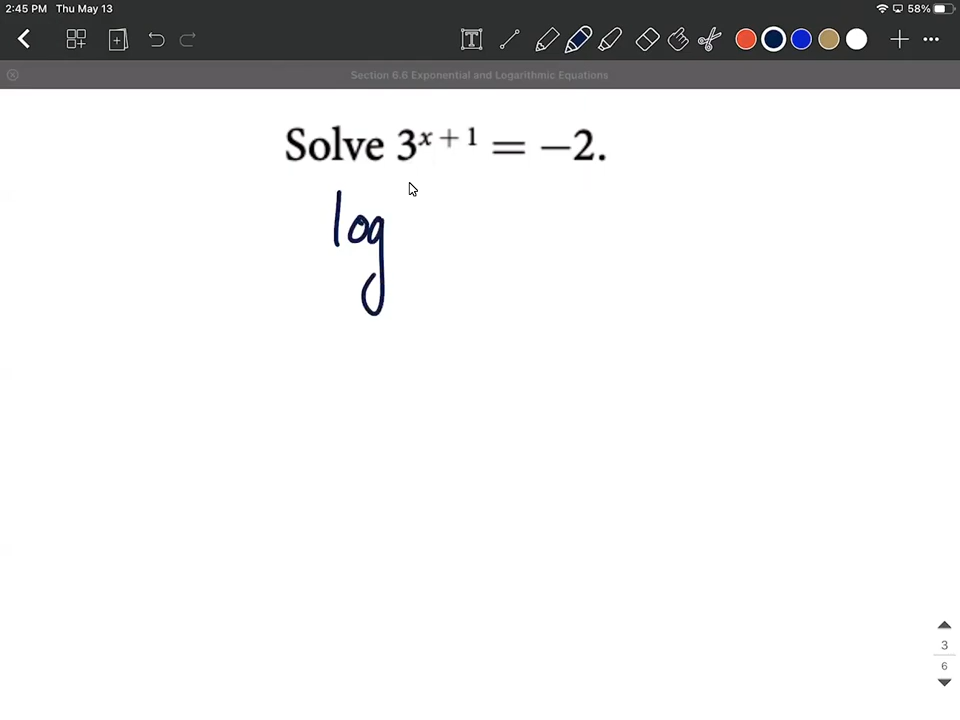 2:45 PM Thu May 13 58%
T
Section 6.6 Exponential and Logarithmic Equations
Solve 3^{x + 1} = −2.
log
3
6